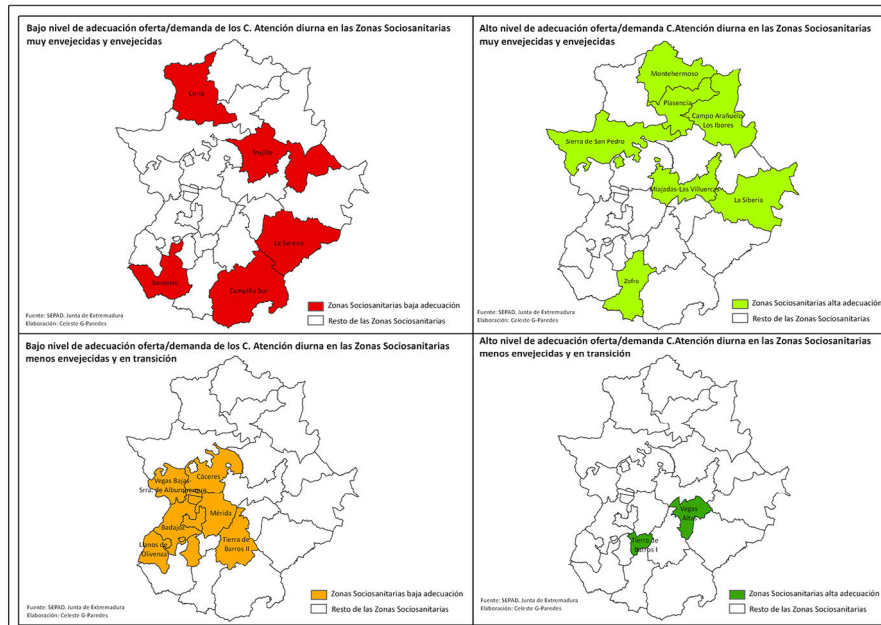 Bajo nivel de adecuación oferta/demanda de los C. Atención diurna en las Zonas Sociosanitarias
muy envejecidas y envejecidas
Coria
Trujillo
La Serena
Campiña Sur
Zonas Sociosanitarias baja adecuación
Resto de las Zonas Sociosanitarias
Fuente: SEPAD. Junta de Extremadura
Elaboración: Celeste G-Paredes
Alto nivel de adecuación oferta/demanda C.Atención diurna en las Zonas Sociosanitarias
muy envejecidas y envejecidas
Montehermoso
Plasencia
Campo Arañuelo
Los Ibores
Sierra de San Pedro
Miajadas-Las Villuercas
La Siberia
Zafra
Zonas Sociosanitarias alta adecuación
Resto de las Zonas Sociosanitarias
Fuente: SEPAD. Junta de Extremadura
Elaboración: Celeste G-Paredes
Bajo nivel de adecuación oferta/demanda de los C. Atención diurna en las Zonas Sociosanitarias
menos envejecidas y en transición
Cáceres
Vegas Bajas-
Srra. de Alburquerque
Mérida
Badajoz
Llanos de
Olivenza
Tierra de
Barros II
Zonas Sociosanitarias baja adecuación
Resto de las Zonas Sociosanitarias
Fuente: SEPAD. Junta de Extremadura
Elaboración: Celeste G-Paredes
Alto nivel de adecuación oferta/demanda C.Atención diurna en las Zonas Sociosanitarias
menos envejecidas y en transición
Vegas
Altas
Tierra de
Barros I
Zonas Sociosanitarias alta adecuación
Resto de las Zonas Sociosanitarias
Fuente: SEPAD. Junta de Extremadura
Elaboración: Celeste G-Paredes